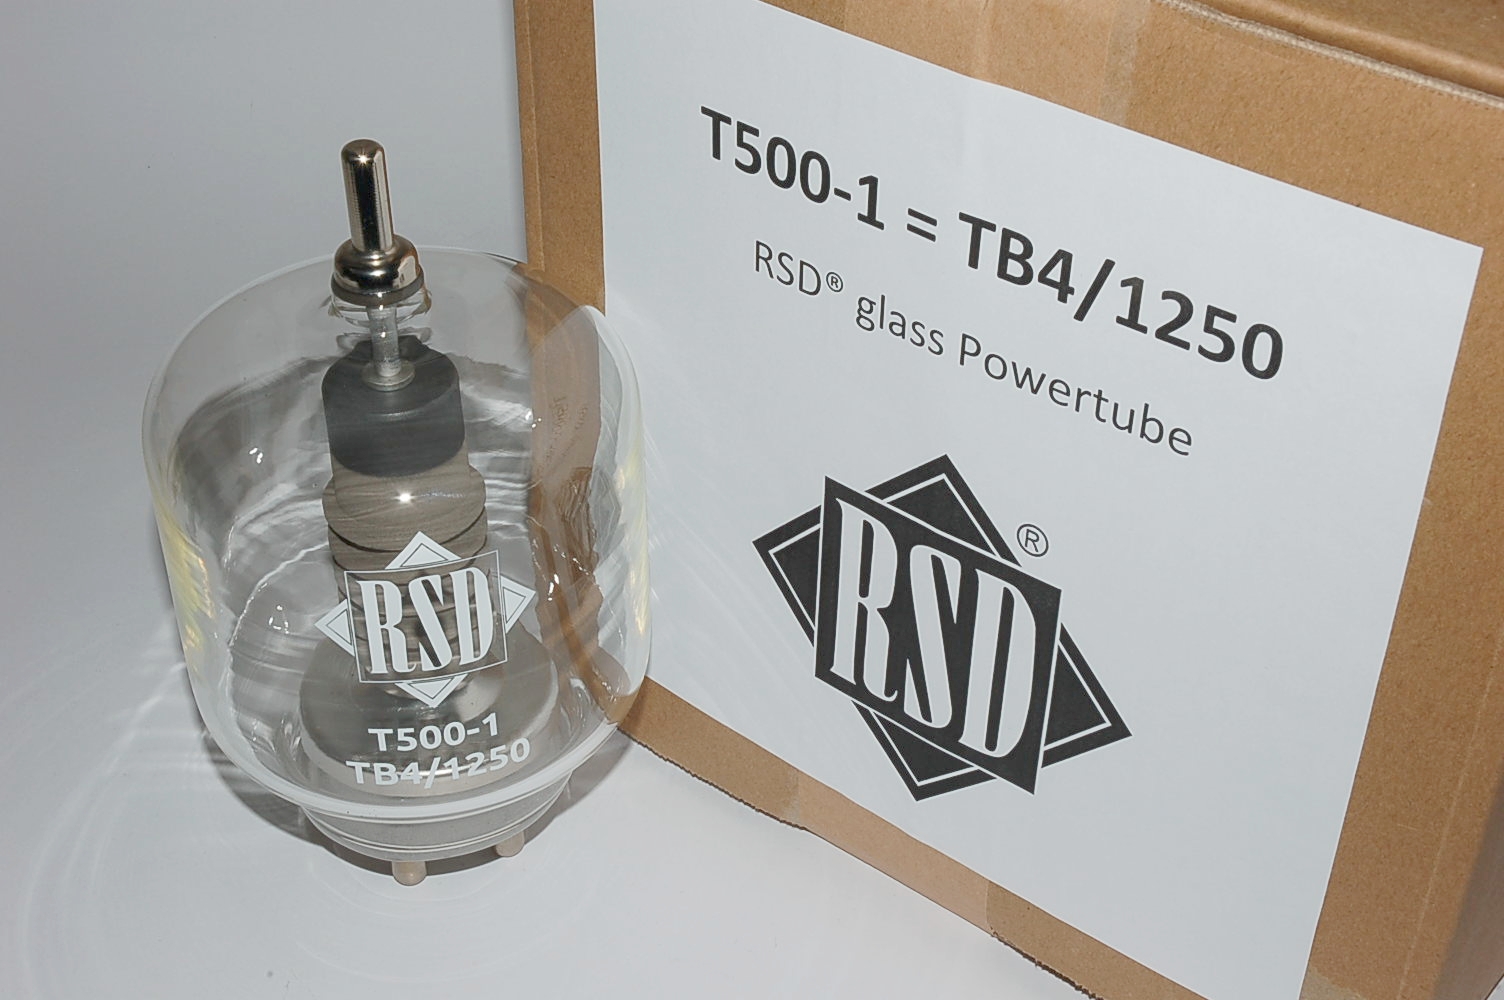 T500-1 = TB4/1250
RSD® glass Powertube
RSD®
RSD
T500-1
TB4/1250